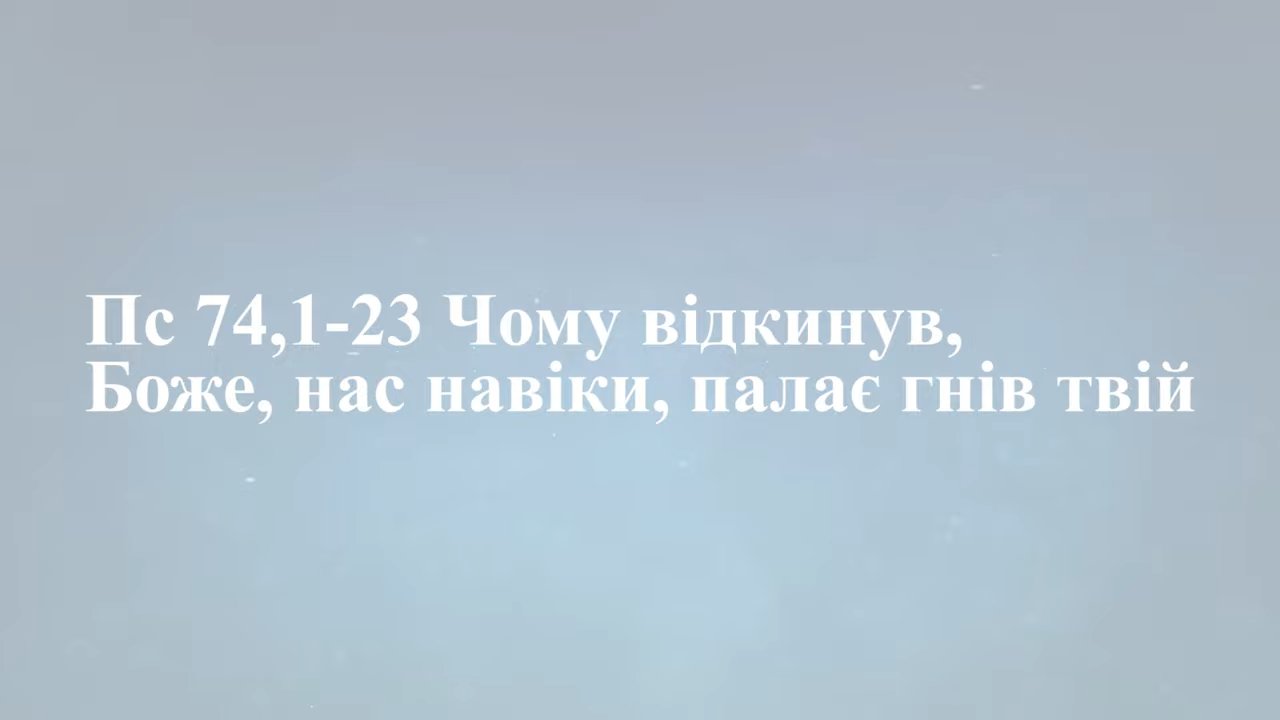 Пс 74,1-23 Чому відкинув,
Боже, нас навіки, палає гнів твій